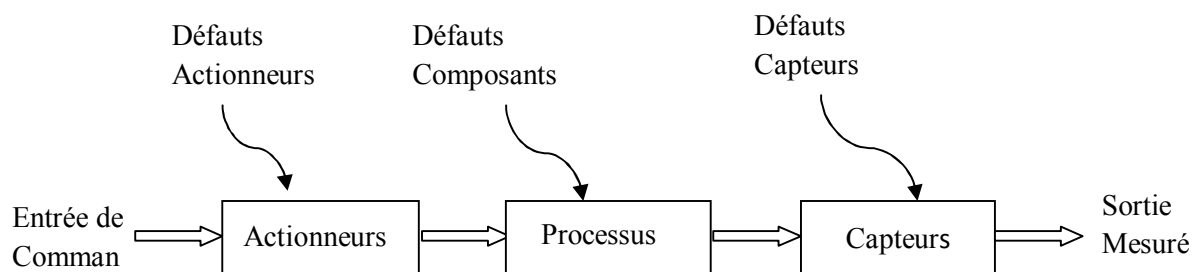 Défauts
Actionneurs
Défauts
Composants
Défauts
Capteurs
Entrée de
Comman
Actionneurs
Processus
Capteurs
Sortie
Mesuré